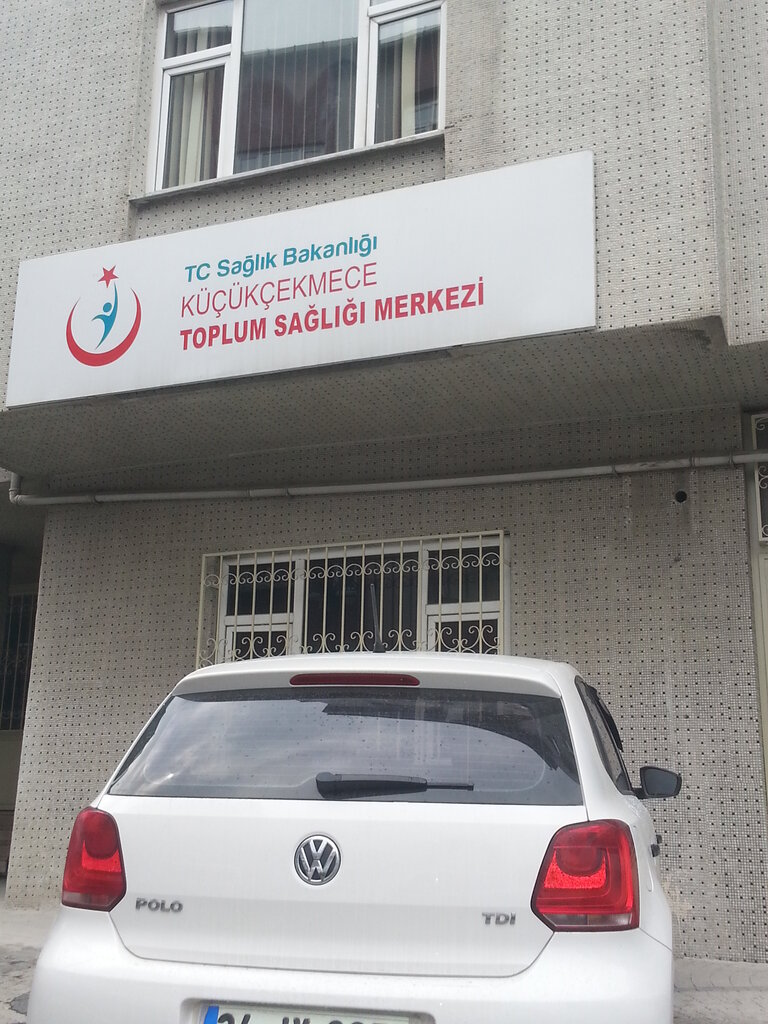 TC Sağlık Bakanlığı
KÜÇÜKÇEKMECE
TOPLUM SAĞLIĞI MERKEZİ
POLO
TDI